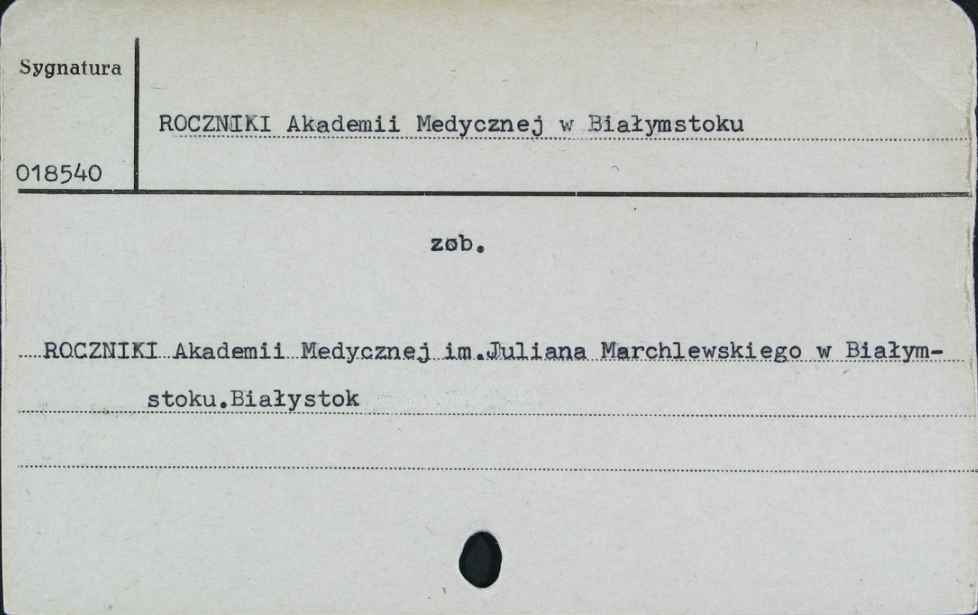 Sygnatura
ROCZNIKI Akademii Medycznej w Białymstoku
018540
zob.
ROCZNIKI Akademii Medycznej im.Juliana Marchlewskiego w Białym-
stoku.Białystok